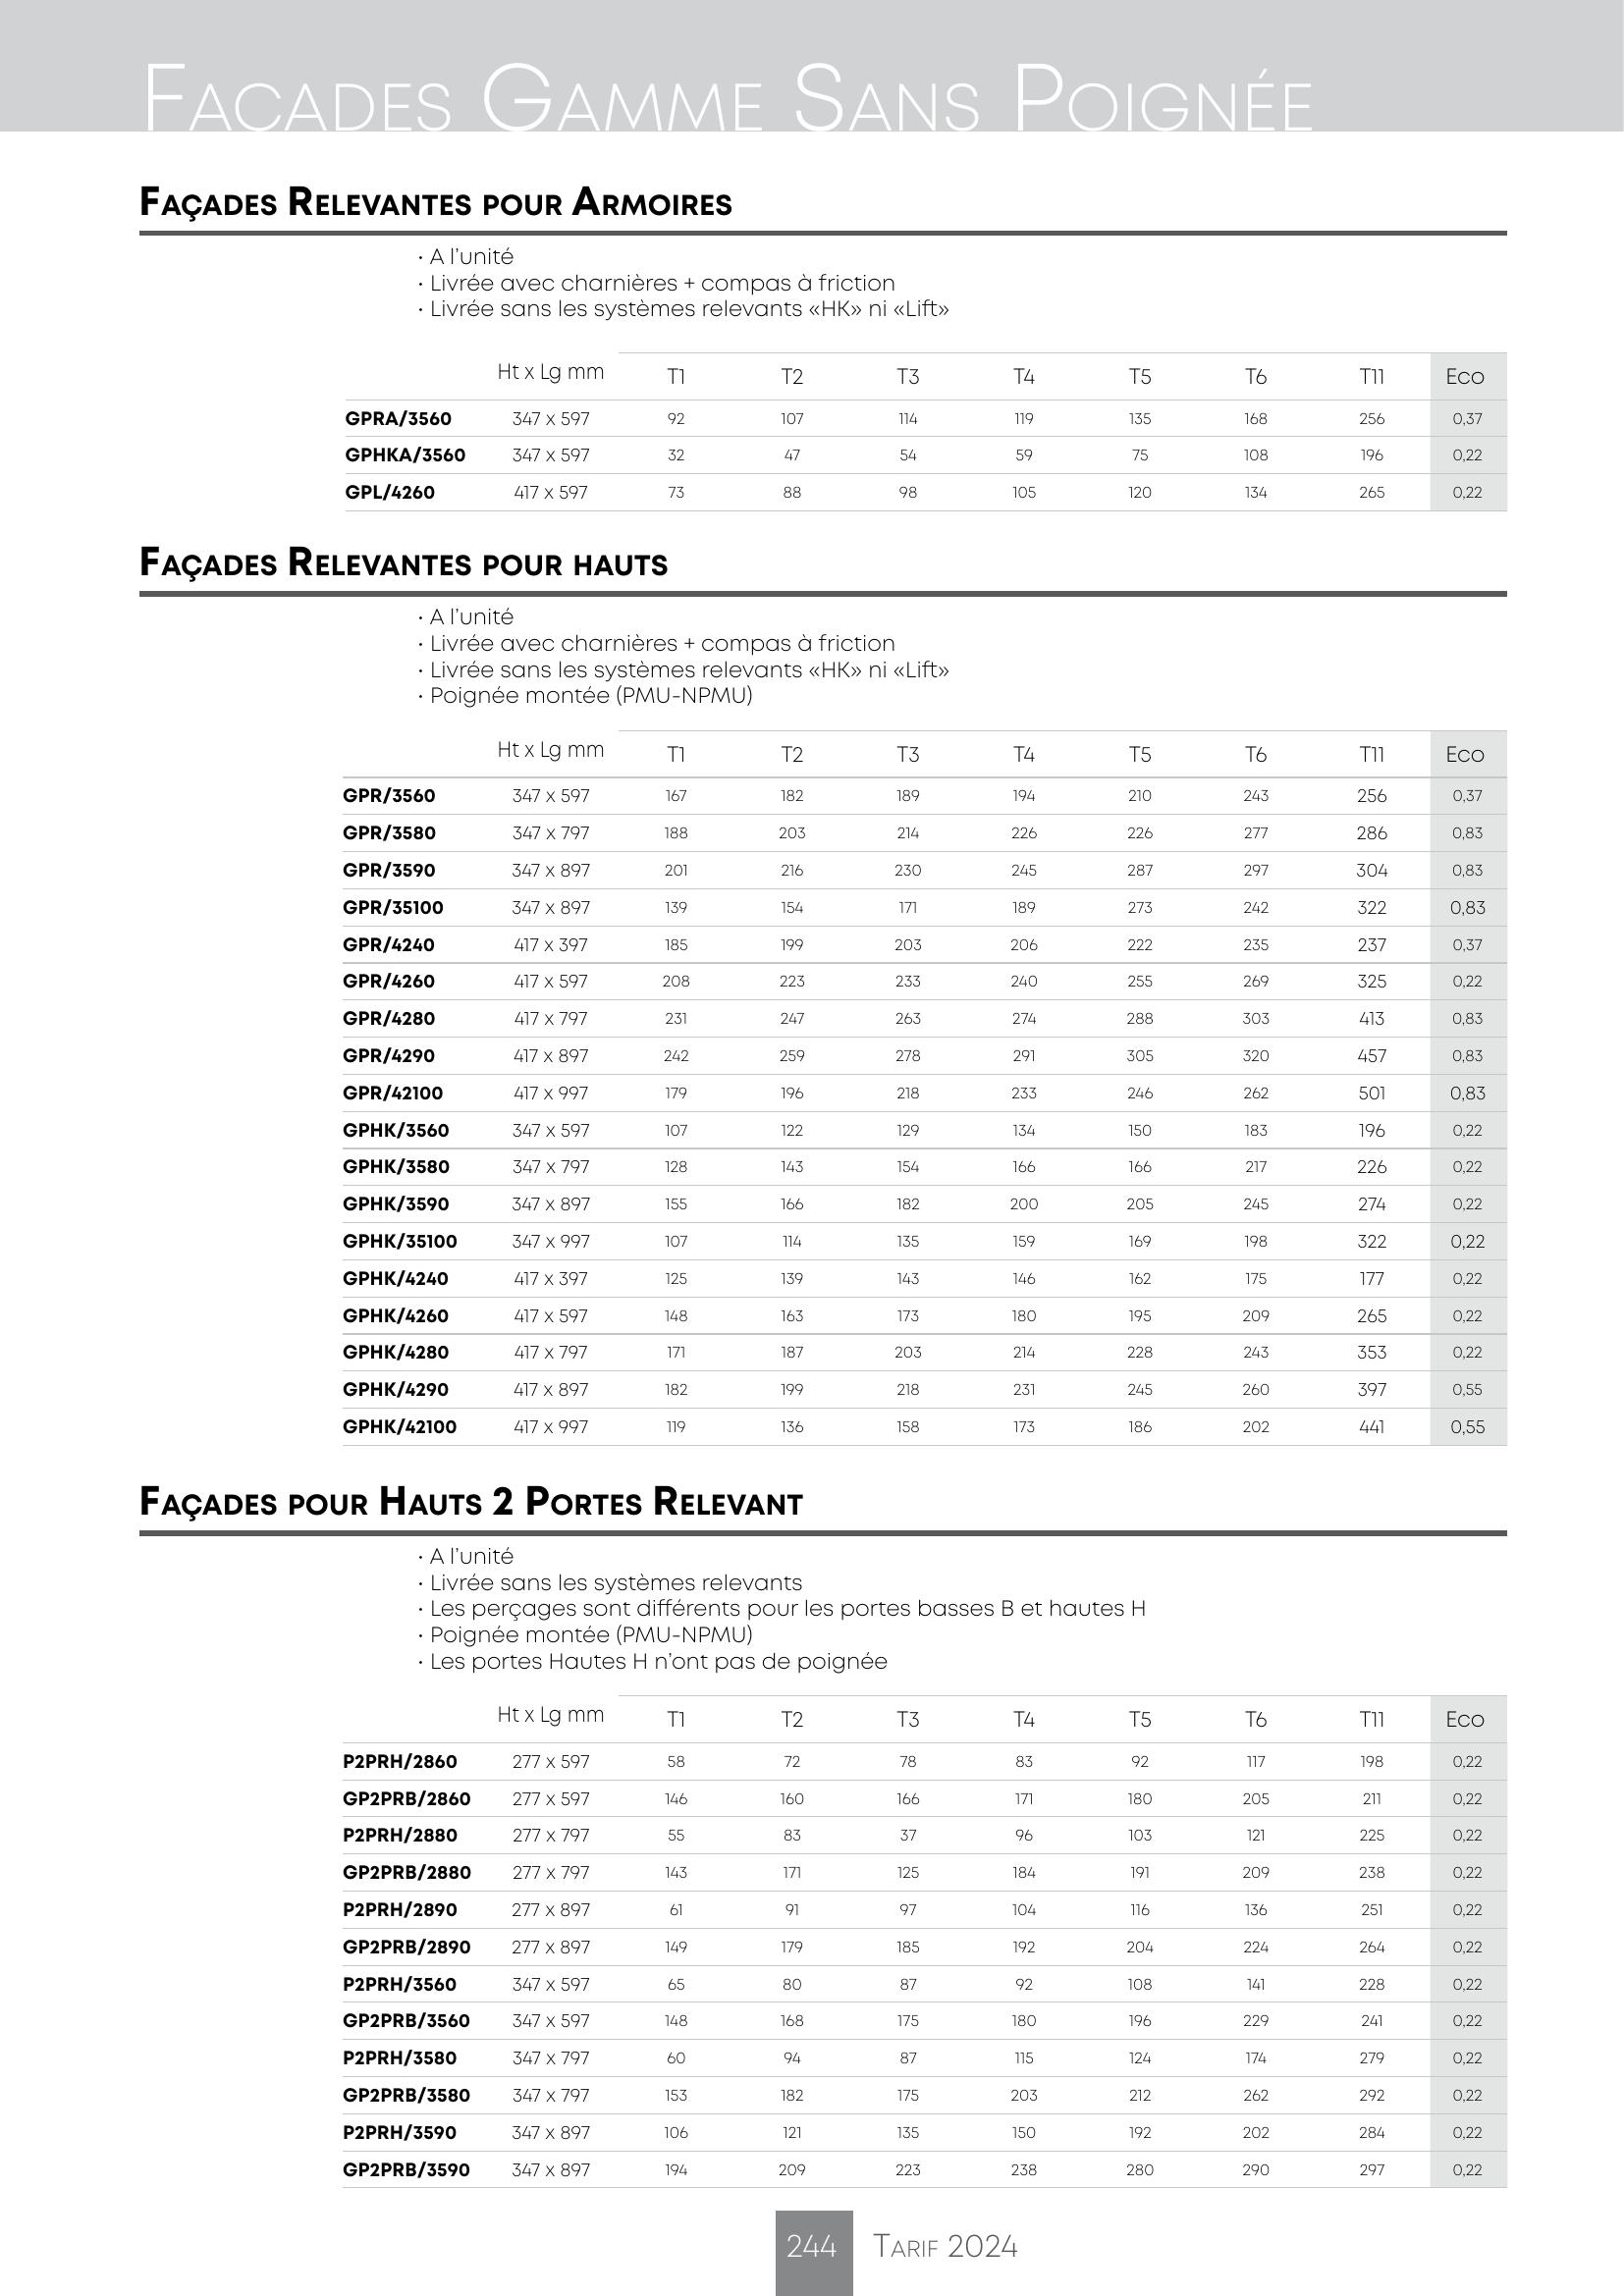 Facades Gamme Sans Poignée
Façades Relevantes pour Armoires
• A l'unité
• Livrée avec charnières + compas à friction
• Livrée sans les systèmes relevants «HK» ni «Lift»
Ht x Lg mm T1 T2 T3 T4 T5 T6 T11 Eco
GPRA/3560 347 x 597 92 107 114 119 135 168 256 0,37
GPHKA/3560 347 x 597 32 47 54 59 75 108 196 0,22
GPL/4260 417 x 597 73 88 98 105 120 134 265 0,22
Façades Relevantes pour hauts
• A l'unité
• Livrée avec charnières + compas à friction
• Livrée sans les systèmes relevants «HK» ni «Lift»
• Poignée montée (PMU-NPMU)
Ht x Lg mm T1 T2 T3 T4 T5 T6 T11 Eco
GPR/3560 347 x 597 167 182 189 194 210 243 256 0,37
GPR/3580 347 x 797 188 203 214 226 226 277 286 0,83
GPR/3590 347 x 897 201 216 230 245 287 297 304 0,83
GPR/35100 347 x 897 139 154 171 189 273 242 322 0,83
GPR/4240 417 x 397 185 199 203 206 222 235 237 0,37
GPR/4260 417 x 597 208 223 233 240 255 269 325 0,22
GPR/4280 417 x 797 231 247 263 274 288 303 413 0,83
GPR/4290 417 x 897 242 259 278 291 305 320 457 0,83
GPR/42100 417 x 997 179 196 218 233 246 262 501 0,83
GPHK/3560 347 x 597 107 122 129 134 150 183 196 0,22
GPHK/3580 347 x 797 128 143 154 166 166 217 226 0,22
GPHK/3590 347 x 897 155 166 182 200 205 245 274 0,22
GPHK/35100 347 x 997 107 114 135 159 169 198 322 0,22
GPHK/4240 417 x 397 125 139 143 146 162 175 177 0,22
GPHK/4260 417 x 597 148 163 173 180 195 209 265 0,22
GPHK/4280 417 x 797 171 187 203 214 228 243 353 0,22
GPHK/4290 417 x 897 182 199 218 231 245 260 397 0,55
GPHK/42100 417 x 997 119 136 158 173 186 202 441 0,55
Façades pour Hauts 2 Portes Relevant
• A l'unité
• Livrée sans les systèmes relevants
• Les perçages sont différents pour les portes basses B et hautes H
• Poignée montée (PMU-NPMU)
• Les portes Hautes H n'ont pas de poignée
Ht x Lg mm T1 T2 T3 T4 T5 T6 T11 Eco
P2PRH/2860 277 x 597 58 72 78 83 92 117 198 0,22
GP2PRB/2860 277 x 597 146 160 166 171 180 205 211 0,22
P2PRH/2880 277 x 797 55 83 37 96 103 121 225 0,22
GP2PRB/2880 277 x 797 143 171 125 184 191 209 238 0,22
P2PRH/2890 277 x 897 61 91 97 104 116 136 251 0,22
GP2PRB/2890 277 x 897 149 179 185 192 204 224 264 0,22
P2PRH/3560 347 x 597 65 80 87 92 108 141 228 0,22
GP2PRB/3560 347 x 597 148 168 175 180 196 229 241 0,22
P2PRH/3580 347 x 797 60 94 87 115 124 174 279 0,22
GP2PRB/3580 347 x 797 153 182 175 203 212 262 292 0,22
P2PRH/3590 347 x 897 106 121 135 150 192 202 284 0,22
GP2PRB/3590 347 x 897 194 209 223 238 280 290 297 0,22
244 Tarif 2024